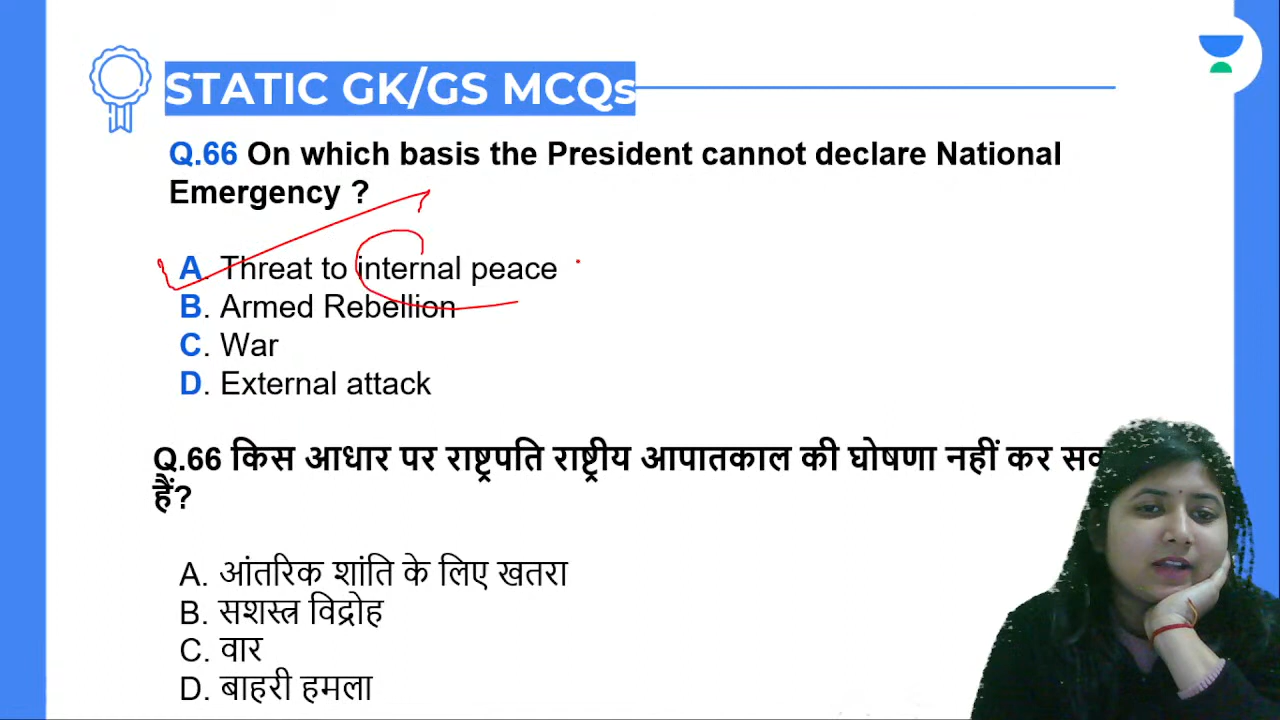 STATIC GK/GS MCQs
Q.66 On which basis the President cannot declare National
Emergency ?
A. Threat to internal peace
B. Armed Rebellion
C. War
D. External attack
Q.66 किस आधार पर राष्ट्रपति राष्ट्रीय आपातकाल की घोषणा नहीं कर
हैं?
A. आंतरिक शांति के लिए खतरा
B. सशस्त्र विद्रोह
C. वार
D. बाहरी हमला